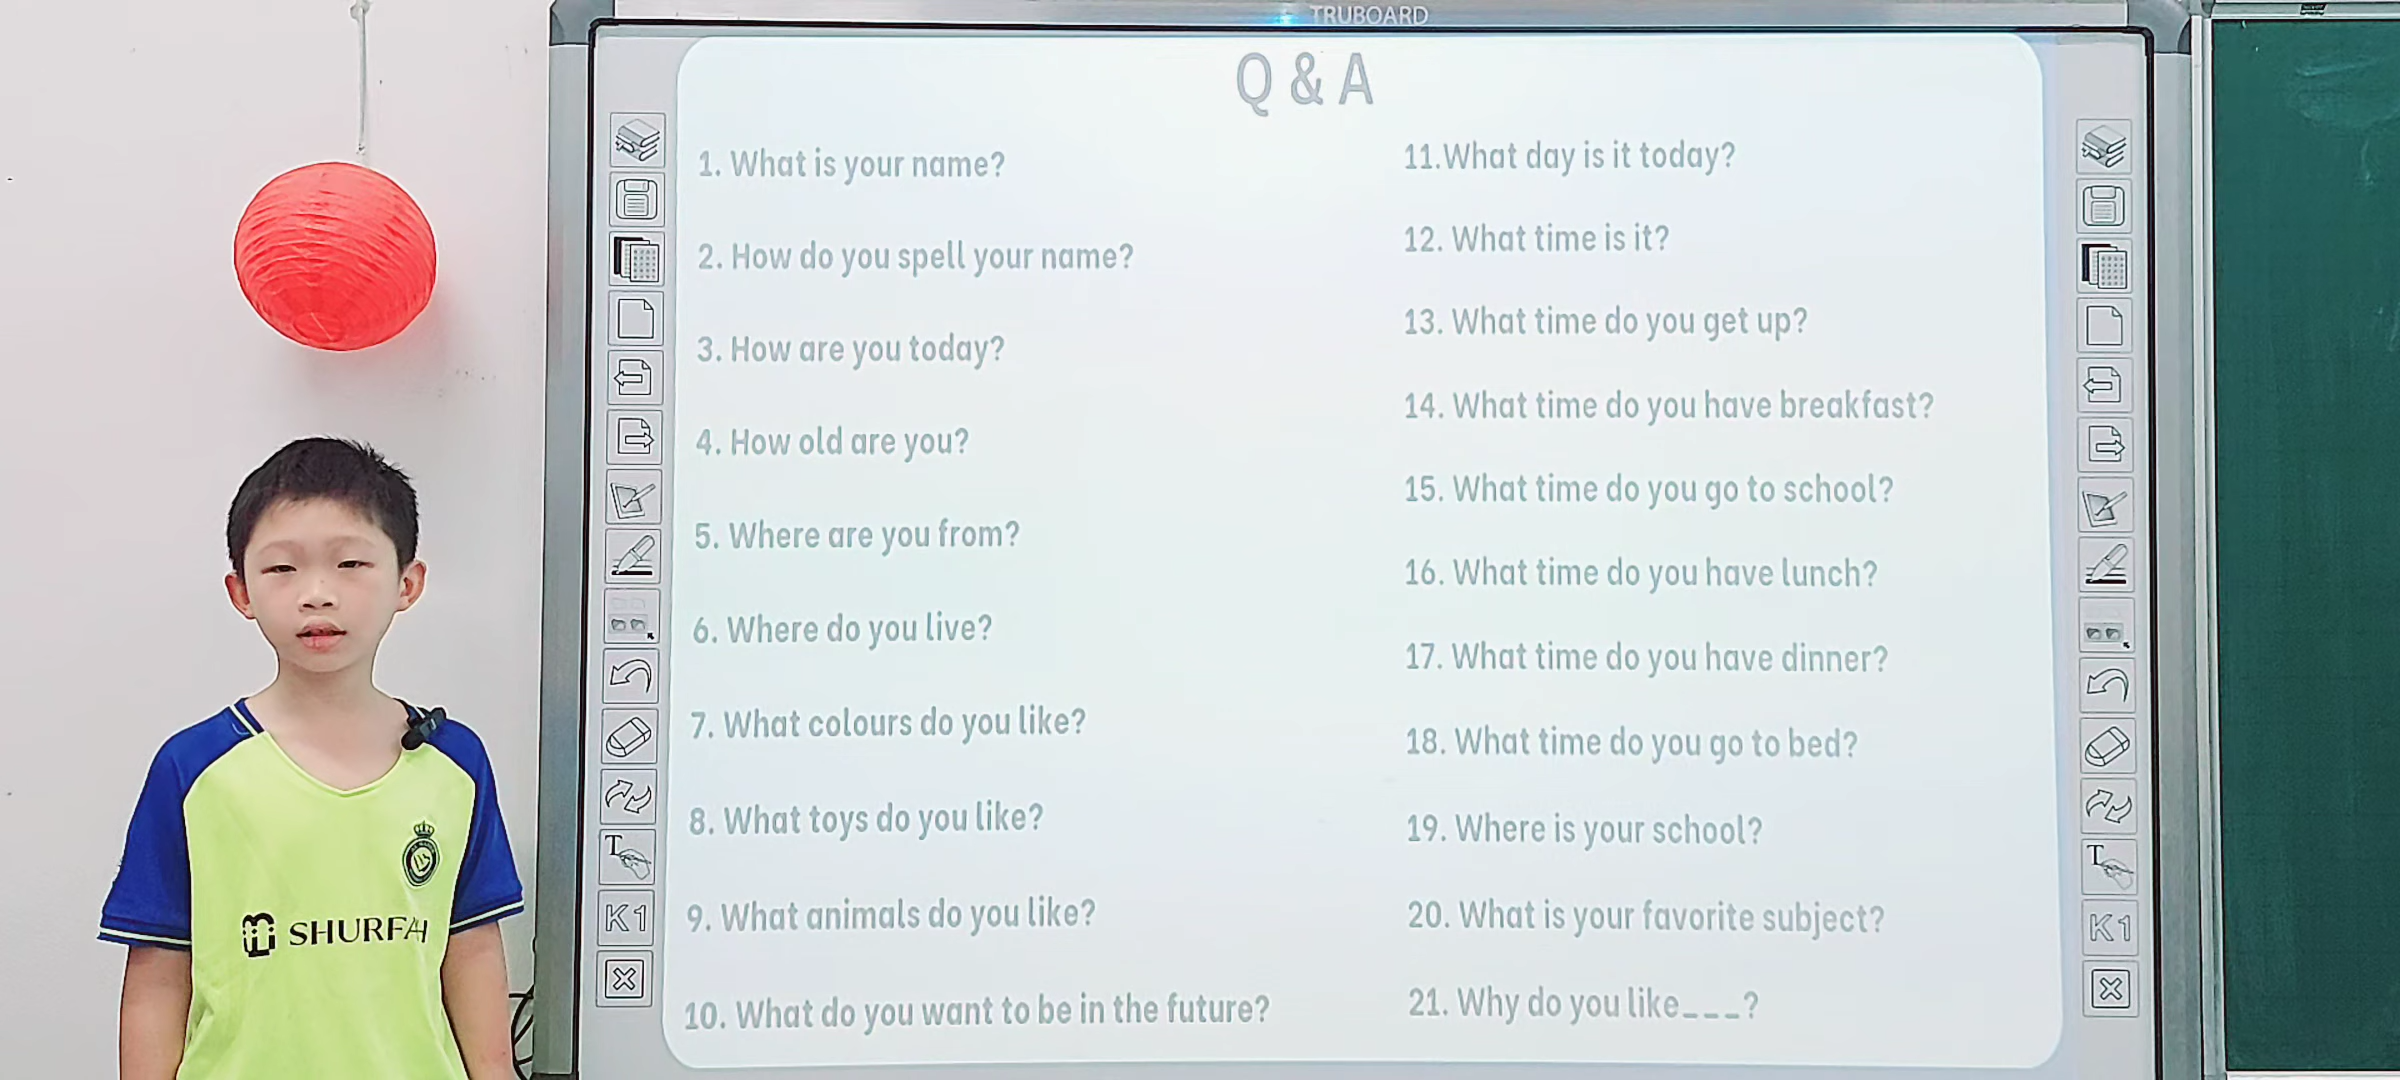 TRUBOARD
Q & A
1. What is your name?
2. How do you spell your name?
3. How are you today?
4. How old are you?
5. Where are you from?
6. Where do you live?
7. What colours do you like?
8. What toys do you like?
9. What animals do you like?
10. What do you want to be in the future?
11.What day is it today?
12. What time is it?
13. What time do you get up?
14. What time do you have breakfast?
15. What time do you go to school?
16. What time do you have lunch?
17. What time do you have dinner?
18. What time do you go to bed?
19. Where is your school?
20. What is your favorite subject?
21. Why do you like___?
T
K1
T
K1
SHURFAH